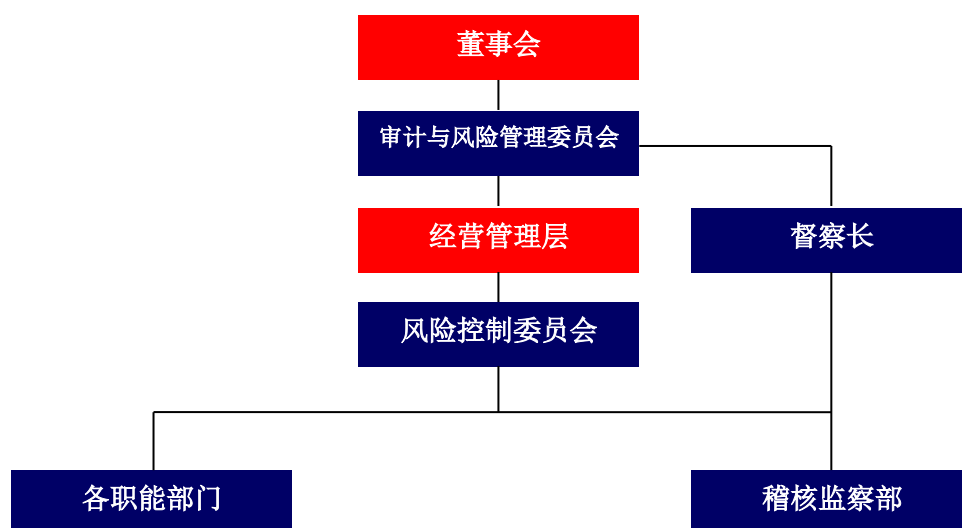 董事会
审计与风险管理委员会
经营管理层
督察长
风险控制委员会
各职能部门
稽核监察部